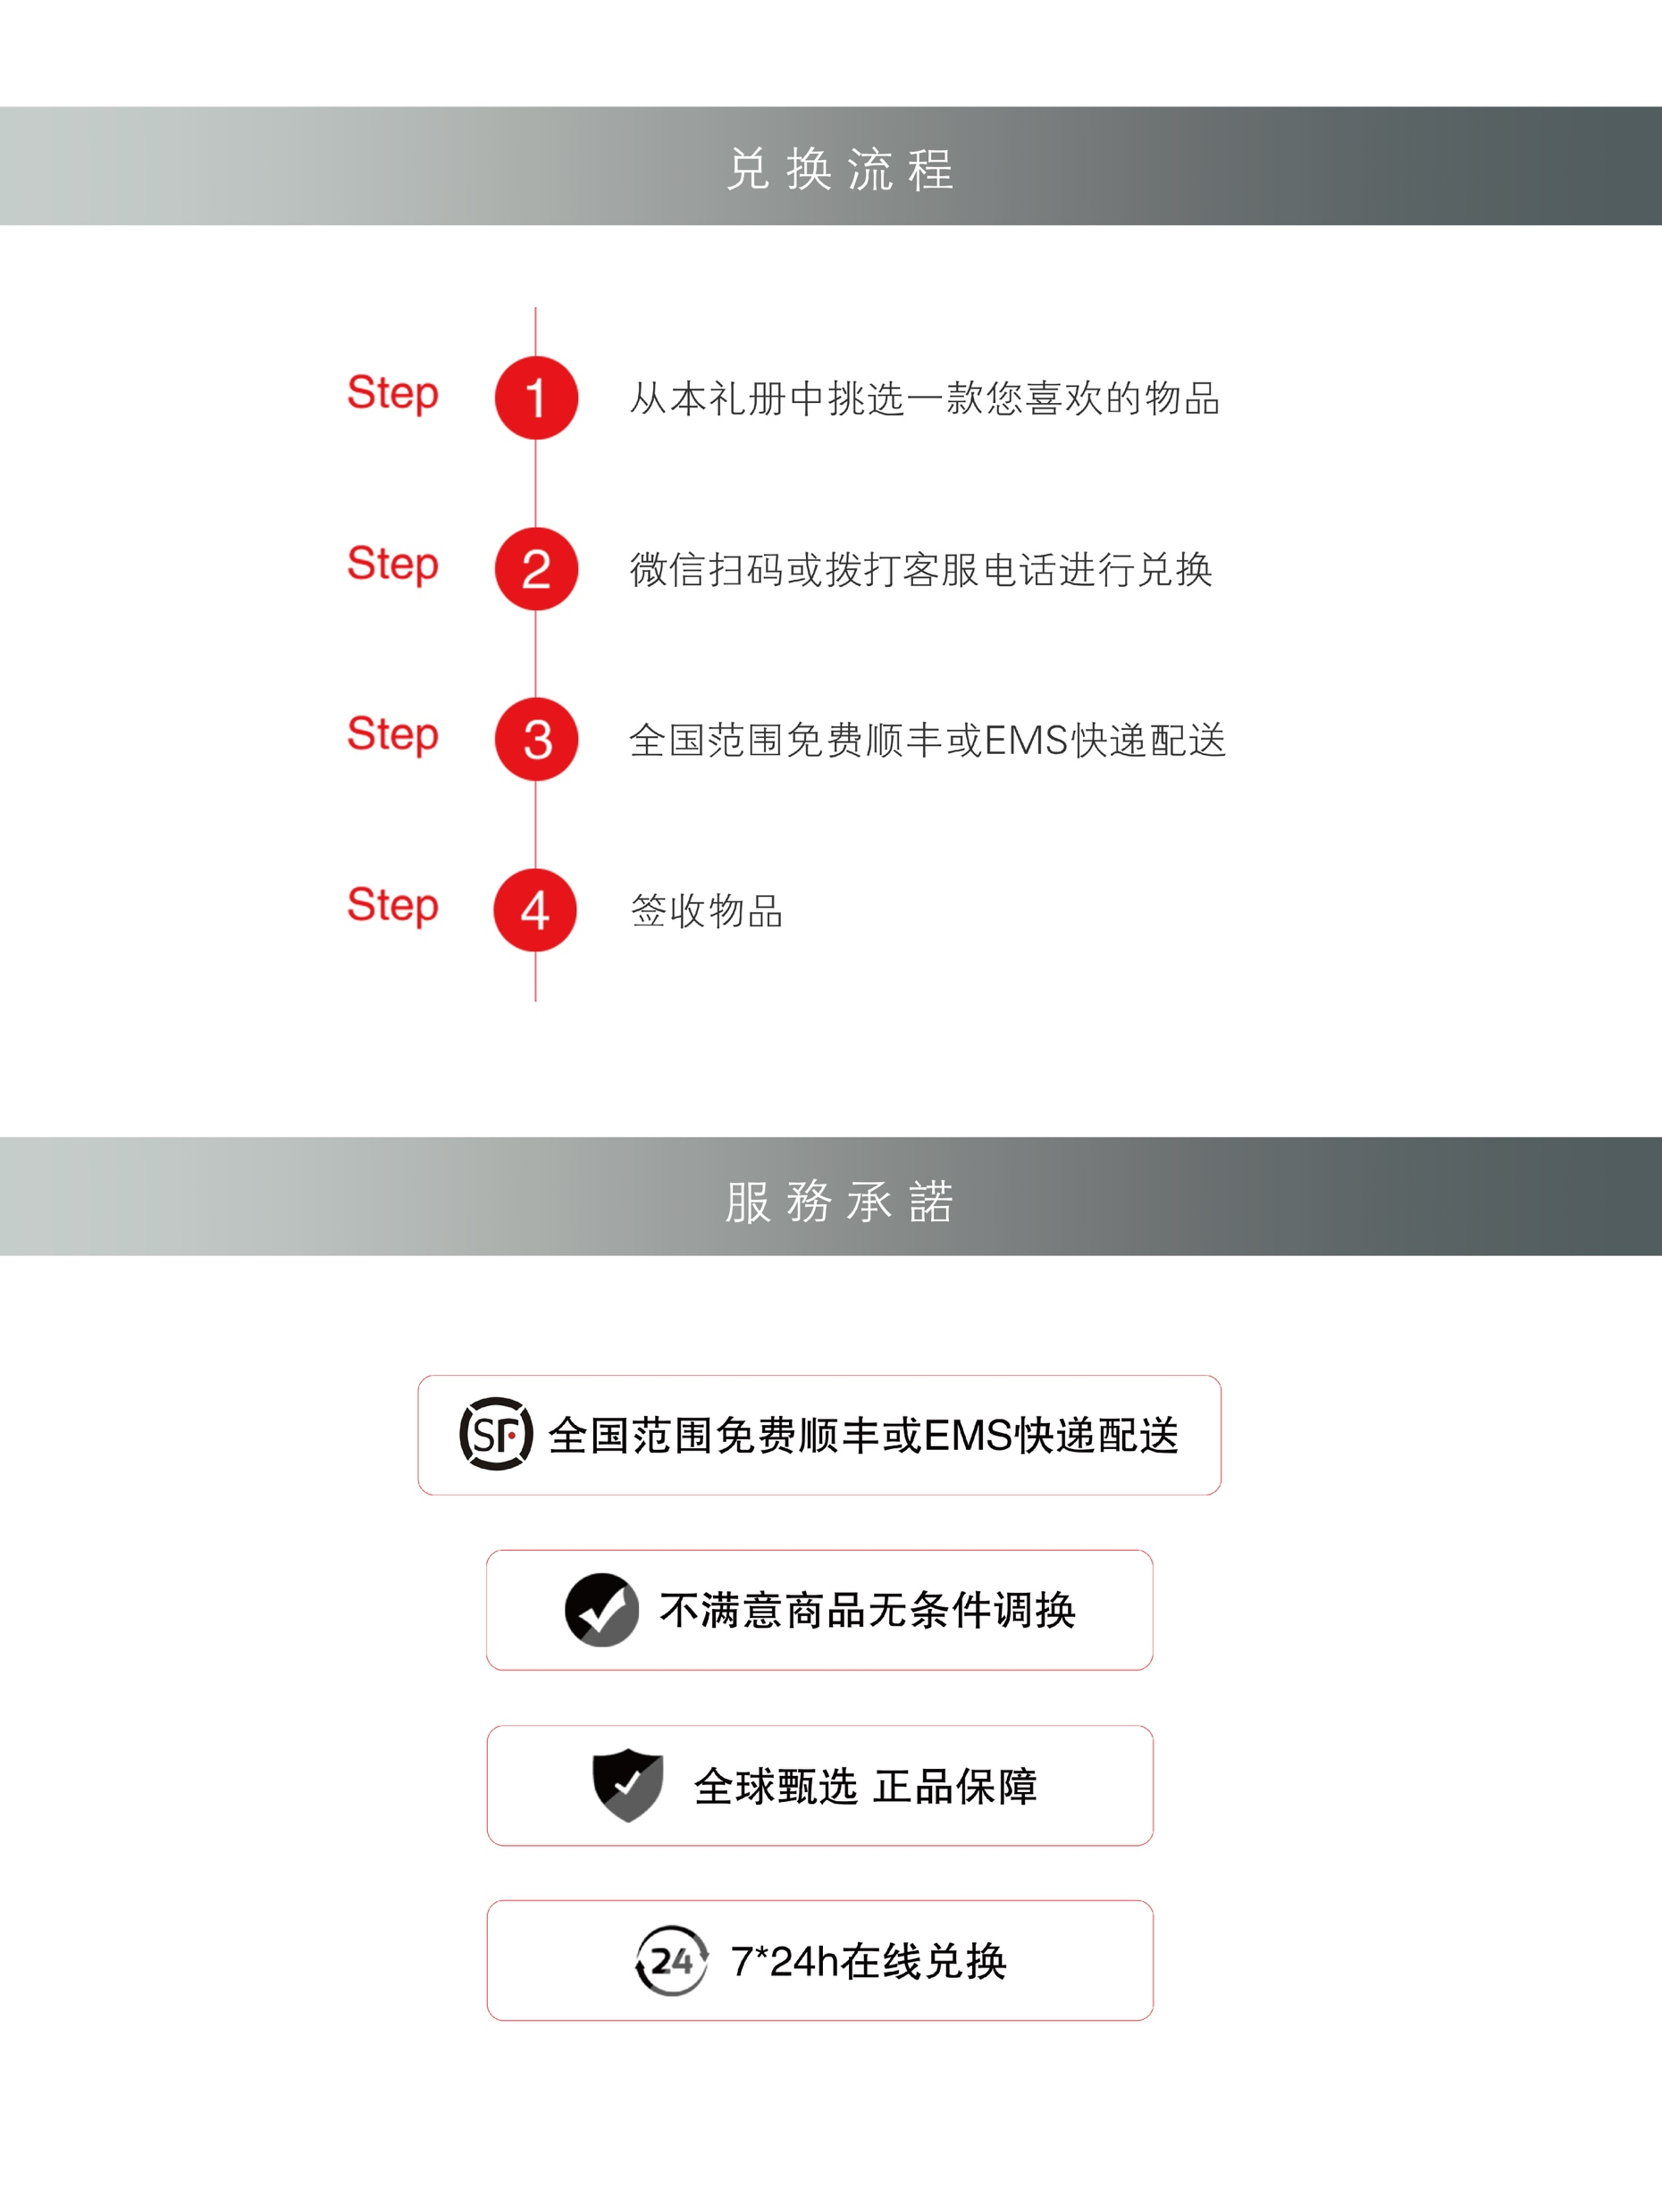 兑换流程
Step 1 从本礼册中挑选一款您喜欢的物品
Step 2 微信扫码或拨打客服电话进行兑换
Step 3 全国范围免费顺丰或EMS快递配送
Step 4 签收物品
服務承諾
SF 全国范围免费顺丰或EMS快递配送
不满意商品无条件调换
全球甄选 正品保障
24 7*24h在线兑换